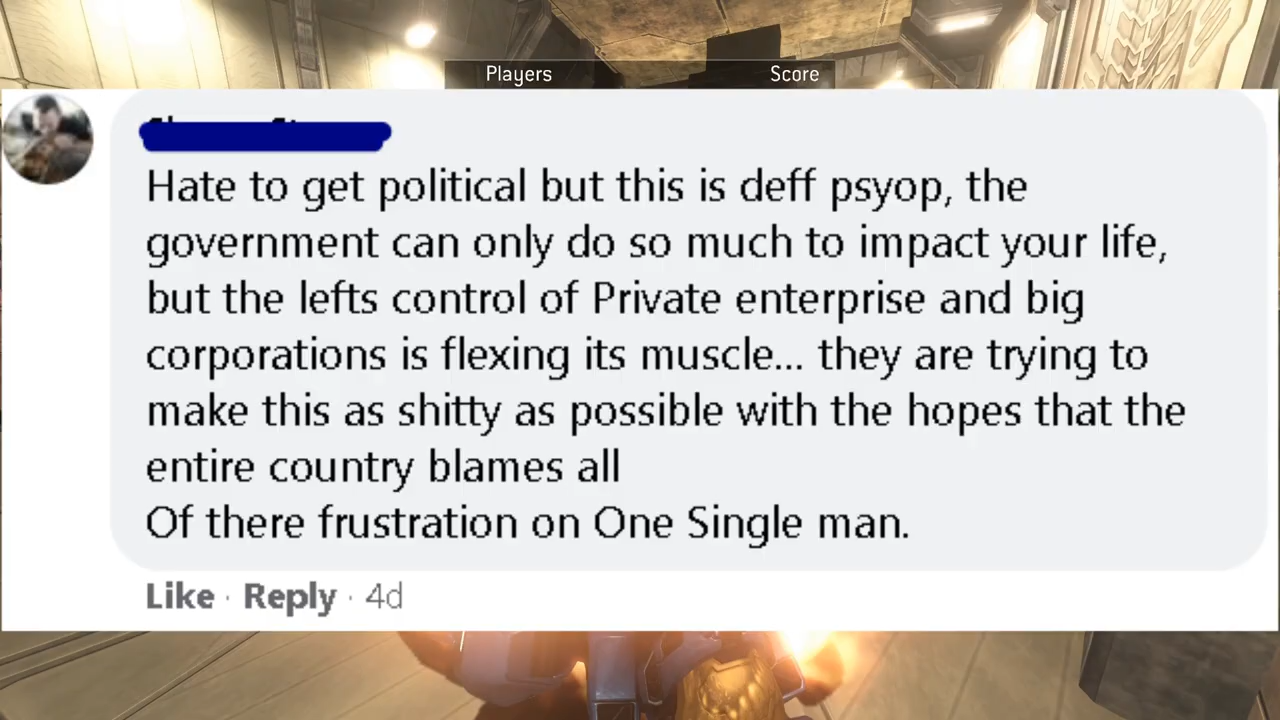 Players Score
Hate to get political but this is deff psyop, the
government can only do so much to impact your life,
but the lefts control of Private enterprise and big
corporations is flexing its muscle... they are trying to
make this as shitty as possible with the hopes that the
entire country blames all
Of there frustration on One Single man.
Like · Reply · 4d